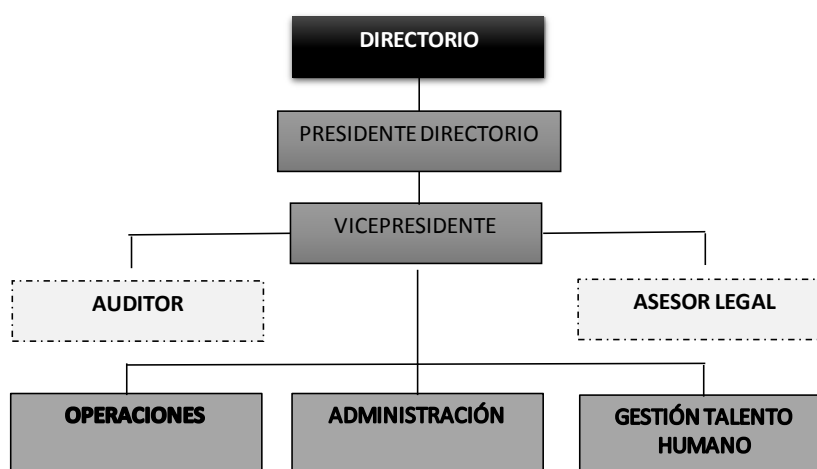 DIRECTORIO
PRESIDENTE DIRECTORIO
VICEPRESIDENTE
AUDITOR
ASESOR LEGAL
OPERACIONES
ADMINISTRACIÓN
GESTIÓN TALENTO
HUMANO